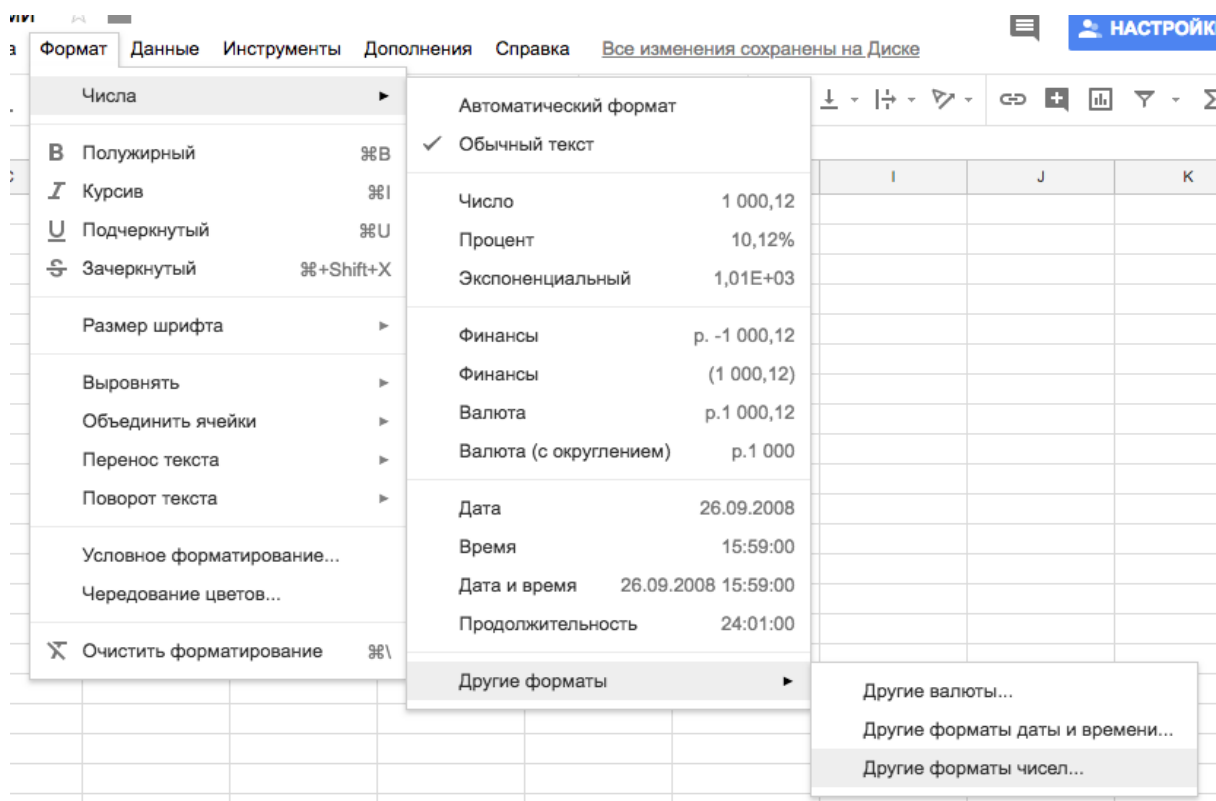 Формат Данные Инструменты Дополнения Справка Все изменения сохранены на Диске
Числа
B Полужирный ⌘B
I Курсив ⌘I
U Подчеркнутый ⌘U
S Зачеркнутый ⌘+Shift+X
Размер шрифта
Выровнять
Объединить ячейки
Перенос текста
Поворот текста
Условное форматирование...
Чередование цветов...
Очистить форматирование ⌘\
Автоматический формат
Обычный текст
Число 1 000,12
Процент 10,12%
Экспоненциальный 1,01E+03
Финансы р. -1 000,12
Финансы (1 000,12)
Валюта р.1 000,12
Валюта (с округлением) р.1 000
Дата 26.09.2008
Время 15:59:00
Дата и время 26.09.2008 15:59:00
Продолжительность 24:01:00
Другие форматы
Другие валюты...
Другие форматы даты и времени...
Другие форматы чисел...
НАСТРОЙК
I J K